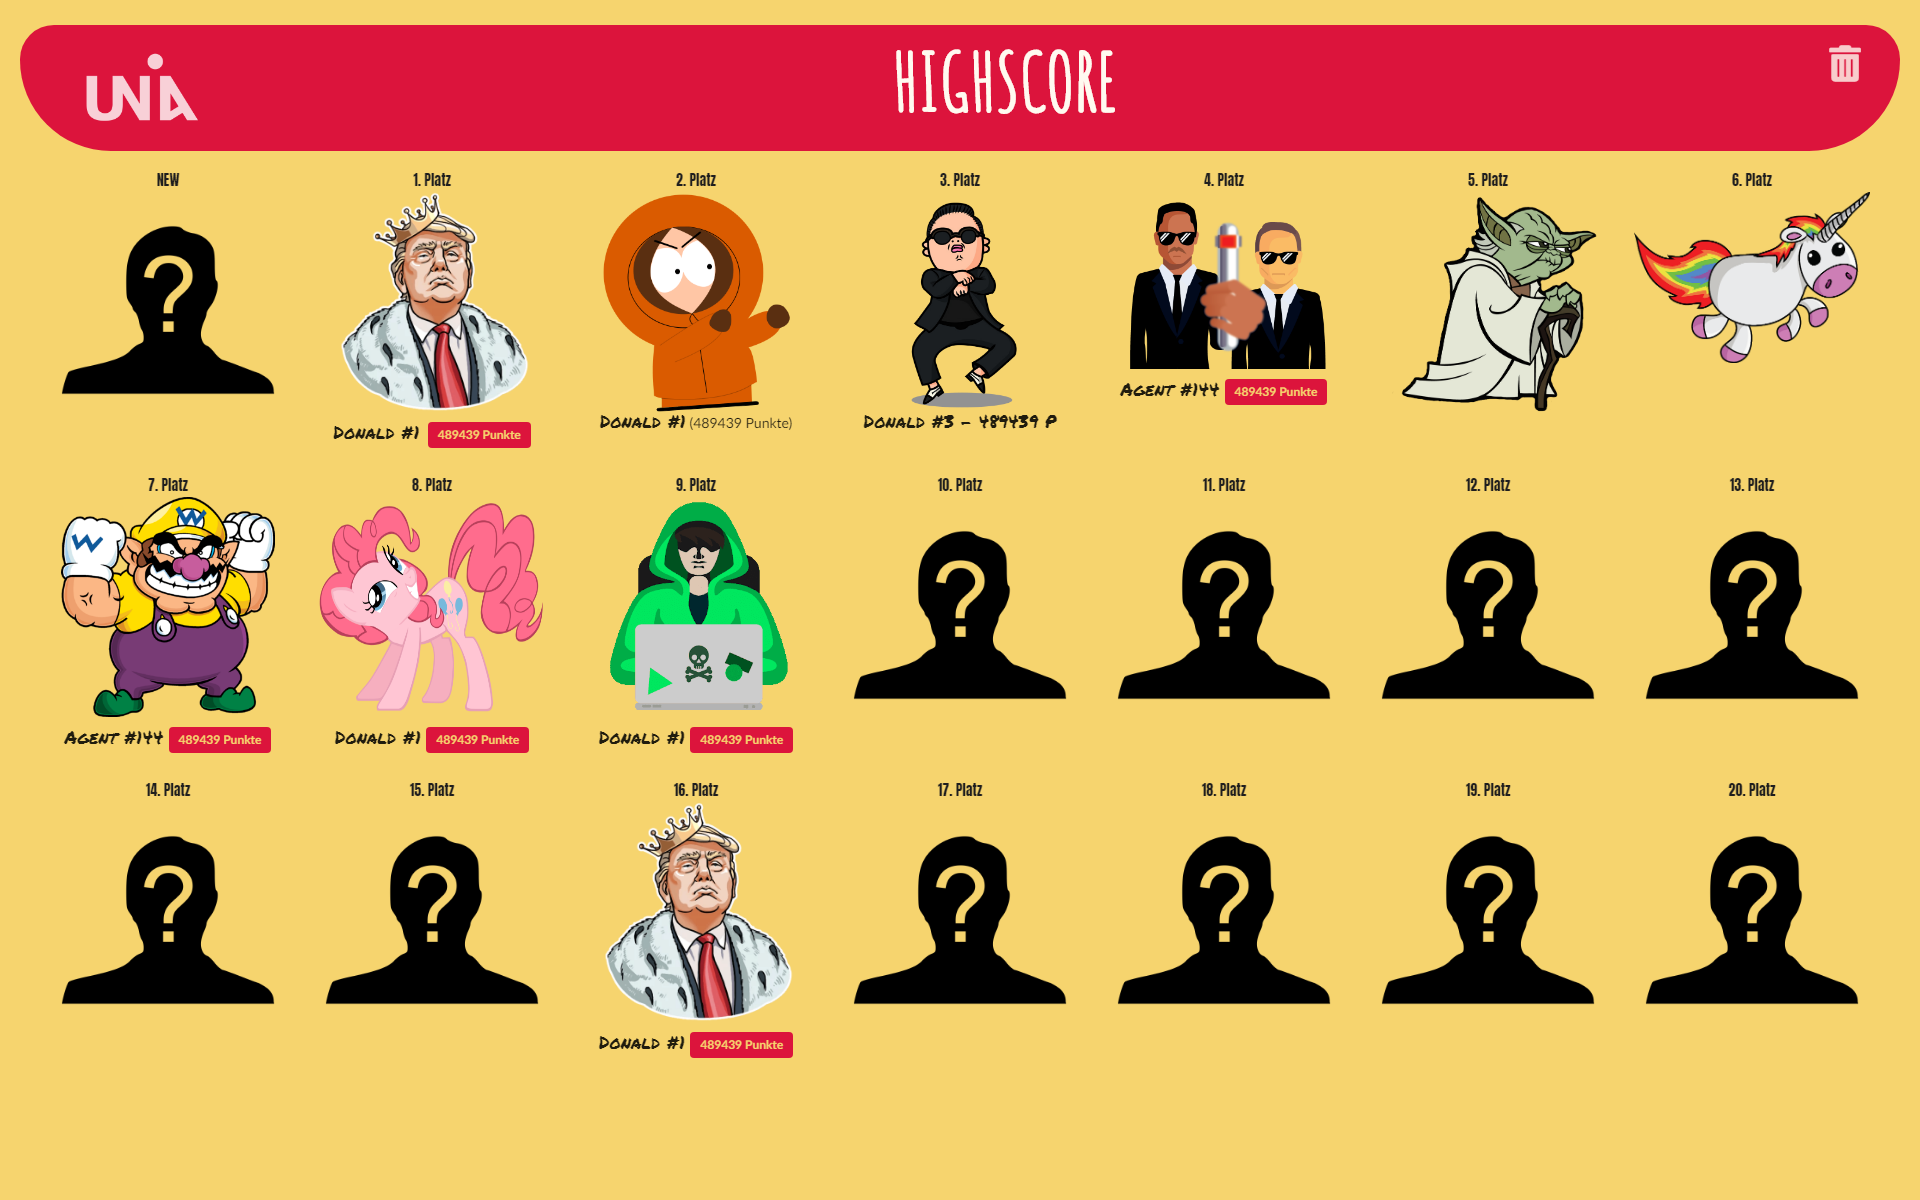 UNIA
HIGHSCORE
NEW
1. Platz
2. Platz
3. Platz
4. Platz
5. Platz
6. Platz
?
Donald #1 489439 Punkte
Donald #1 (489439 Punkte)
Donald #3 - 489439 P
Agent #144 489439 Punkte
7. Platz
8. Platz
9. Platz
10. Platz
11. Platz
12. Platz
13. Platz
W
W
?
?
?
?
Agent #144 489439 Punkte
Donald #1 489439 Punkte
Donald #1 489439 Punkte
14. Platz
15. Platz
16. Platz
17. Platz
18. Platz
19. Platz
20. Platz
?
?
?
?
?
?
Donald #1 489439 Punkte